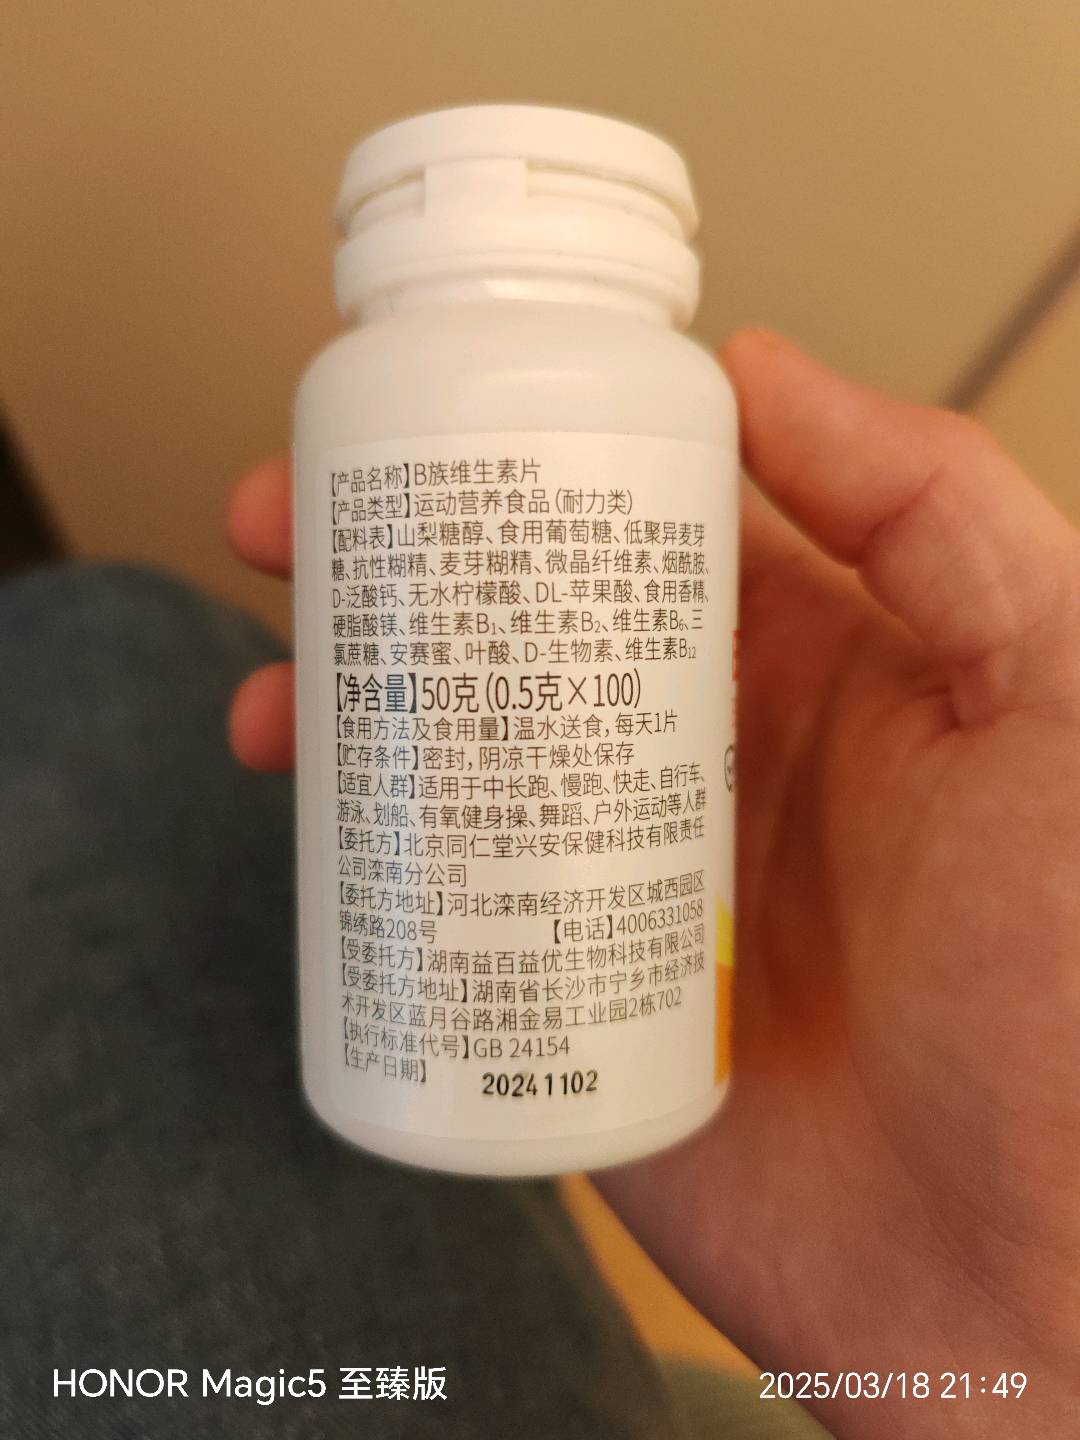 【产品名称】B族维生素片
【产品类型】运动营养食品(耐力类)
【配料表】山梨糖醇、食用葡萄糖、低聚异麦芽
糖、抗性糊精、麦芽糊精、微晶纤维素、烟酰胺、
D-泛酸钙、无水柠檬酸、DL-苹果酸、食用香精、
硬脂酸镁、维生素B₁、维生素B₂、维生素B₆、三
氯蔗糖、安赛蜜、叶酸、D-生物素、维生素B₁₂
【净含量】50克(0.5克×100)
【食用方法及食用量】温水送食,每天1片
【贮存条件】密封,阴凉干燥处保存
【适宜人群】适用于中长跑、慢跑、快走、自行车、
游泳、划船、有氧健身操、舞蹈、户外运动等人群
【委托方】北京同仁堂兴安保健科技有限责任
公司滦南分公司
【委托方地址】河北滦南经济开发区城西园区
锦绣路208号 【电话】4006331058
【受委托方】湖南益百益优生物科技有限公司
【受委托方地址】湖南省长沙市宁乡市经济技
术开发区蓝月谷路湘金易工业园2栋702
【执行标准代号】GB 24154
【生产日期】 20241102
HONOR Magic5 至臻版
2025/03/18 21:49